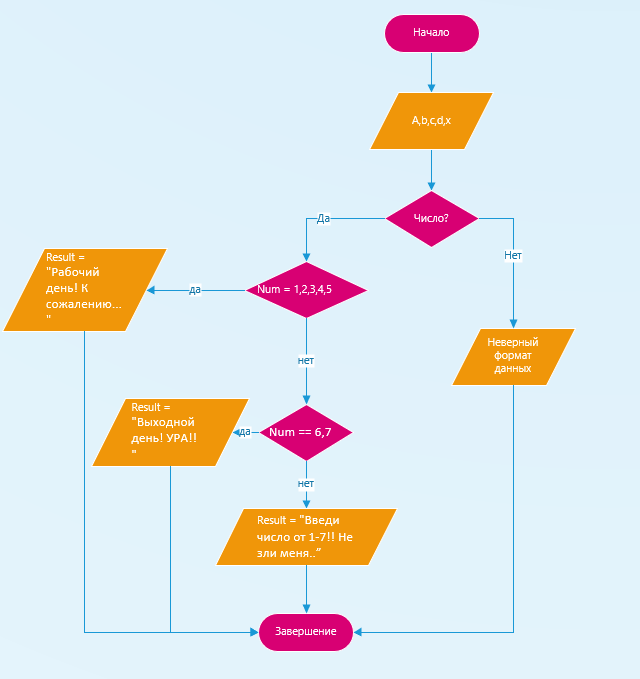 Начало
A,b,c,d,x
Число?
Да
Нет
Result =
"Рабочий
день! К
сожалению...
"
да
Num = 1,2,3,4,5
нет
Неверный
формат
данных
Result =
"Выходной
день! УРА!!
"
да
Num == 6,7
нет
Result = "Введи
число от 1-7!! Не
зли меня..“
Завершение